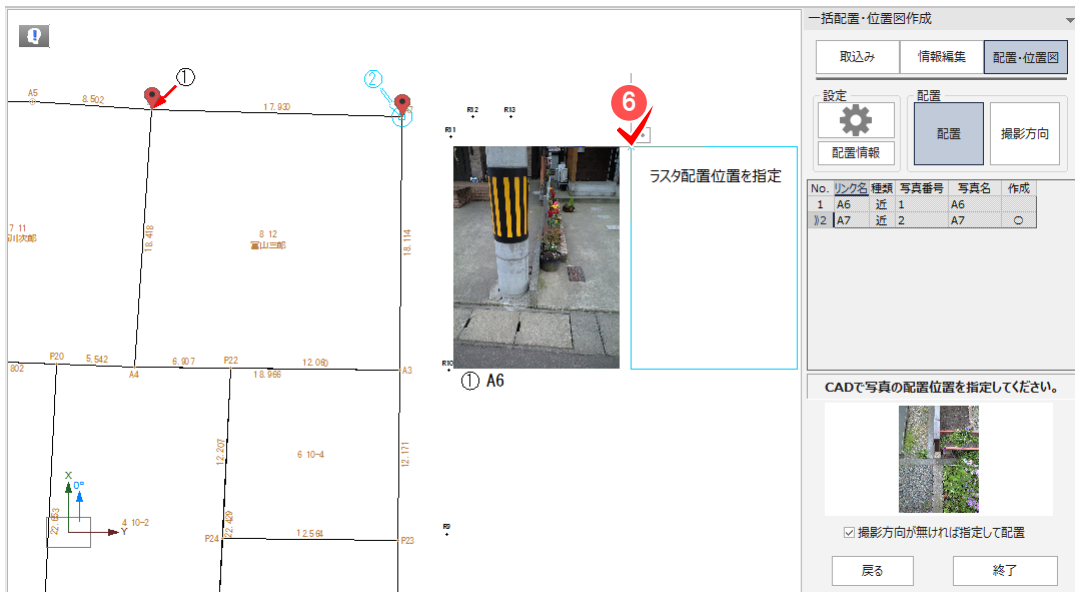 一括配置・位置図作成
取込み
情報編集
配置・位置図
設定
配置情報
配置
配置
撮影方向
No. リンク名 種類 写真番号 写真名 作成
1 A6 近 1 A6
2 A7 近 2 A7 ○
CADで写真の配置位置を指定してください。
撮影方向が無ければ指定して配置
戻る
終了
①
②
6
A5
8.502
17.930
R12
R13
R11
ラスタ配置位置を指定
7 11
川次郎
18.418
8 12
富山三郎
18.114
P20
5.542
6.907
P22
12.060
R10
802
A4
18.966
A3
① A6
12.207
6 10-4
12.171
X
0°
Y
22.653
4 10-2
22.429
P24
12.564
P23
R9